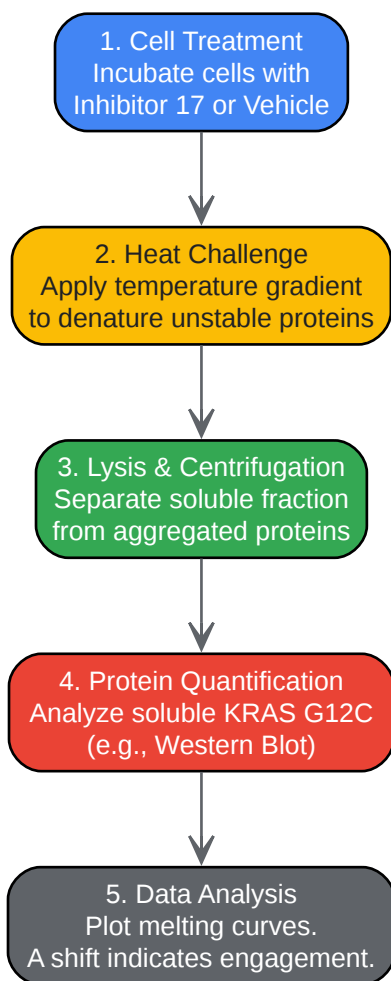 1. Cell Treatment
Incubate cells with
Inhibitor 17 or Vehicle
2. Heat Challenge
Apply temperature gradient
to denature unstable proteins
3. Lysis & Centrifugation
Separate soluble fraction
from aggregated proteins
4. Protein Quantification
Analyze soluble KRAS G12C
(e.g., Western Blot)
5. Data Analysis
Plot melting curves.
A shift indicates engagement.